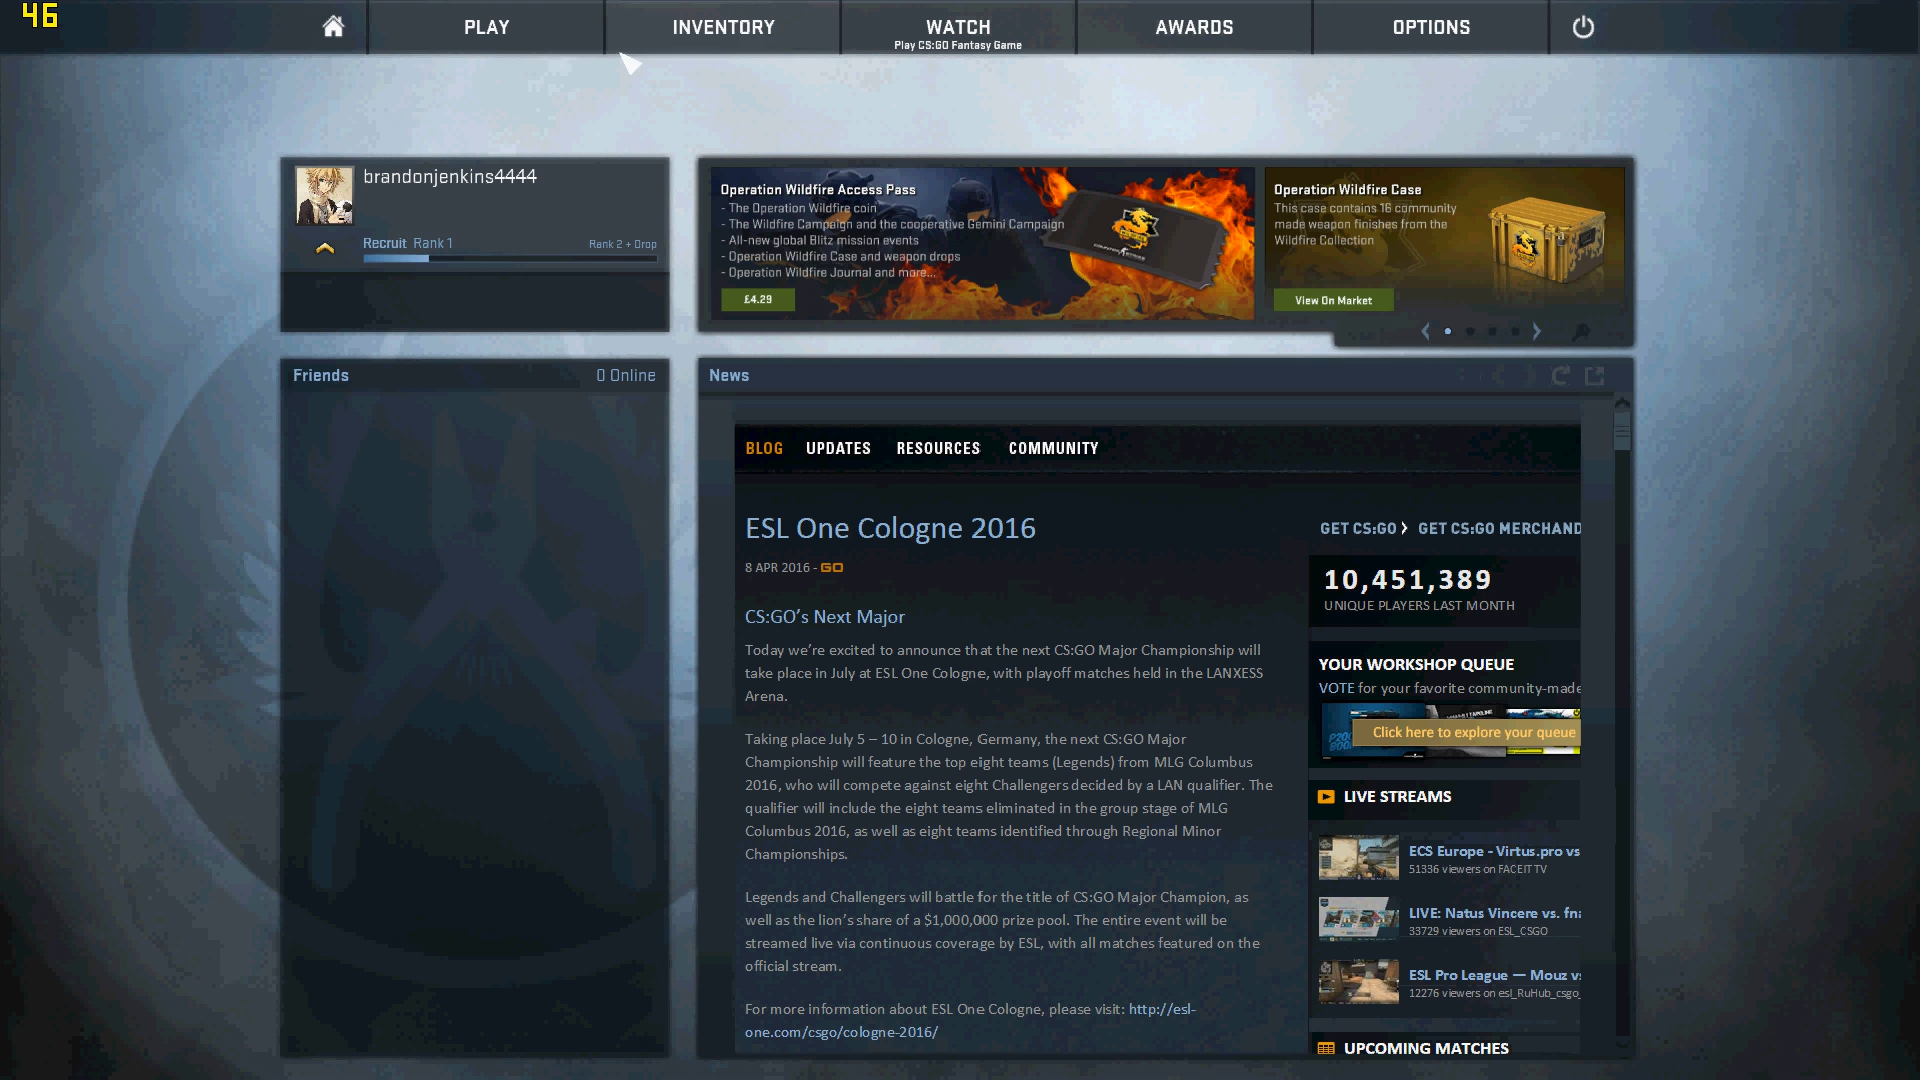 46
PLAY
INVENTORY
WATCH
Play CS:GO Fantasy Game
AWARDS
OPTIONS
brandonjenkins4444
Recruit Rank 1
Rank 2 + Drop
Operation Wildfire Access Pass
- The Operation Wildfire coin
- The Wildfire Campaign and the cooperative Gemini Campaign
- All-new global Blitz mission events
- Operation Wildfire Case and weapon drops
- Operation Wildfire Journal and more...
£4.29
Operation Wildfire Case
This case contains 16 community
made weapon finishes from the
Wildfire Collection
View On Market
Friends
0 Online
News
BLOG UPDATES RESOURCES COMMUNITY
ESL One Cologne 2016
8 APR 2016 - GO
CS:GO’s Next Major
Today we’re excited to announce that the next CS:GO Major Championship will
take place in July at ESL One Cologne, with playoff matches held in the LANXESS
Arena.
Taking place July 5 – 10 in Cologne, Germany, the next CS:GO Major
Championship will feature the top eight teams (Legends) from MLG Columbus
2016, who will compete against eight Challengers decided by a LAN qualifier. The
qualifier will include the eight teams eliminated in the group stage of MLG
Columbus 2016, as well as eight teams identified through Regional Minor
Championships.
Legends and Challengers will battle for the title of CS:GO Major Champion, as
well as the lion’s share of a $1,000,000 prize pool. The entire event will be
streamed live via continuous coverage by ESL, with all matches featured on the
official stream.
For more information about ESL One Cologne, please visit: http://esl-
one.com/csgo/cologne-2016/
GET CS:GO GET CS:GO MERCHAND
10,451,389
UNIQUE PLAYERS LAST MONTH
YOUR WORKSHOP QUEUE
VOTE for your favorite community-made
Click here to explore your queue
LIVE STREAMS
ECS Europe - Virtus.pro vs
51336 viewers on FACEIT TV
LIVE: Natus Vincere vs. fna
33729 viewers on ESL_CSGO
ESL Pro League — Mouz vs
12276 viewers on esl_RuHub_csgo_
UPCOMING MATCHES